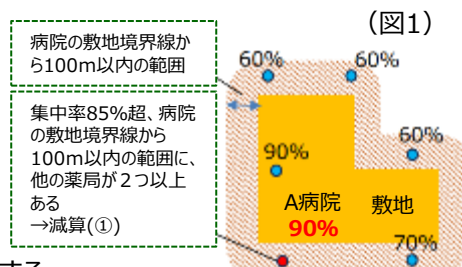 (図1)
病院の敷地境界線か
ら100m以内の範囲
60%
60%
集中率85%超、病院
の敷地境界線から
100m以内の範囲に、
他の薬局が2つ以上
ある
→減算(①)
60%
90%
A病院
敷地
90%
70%
する